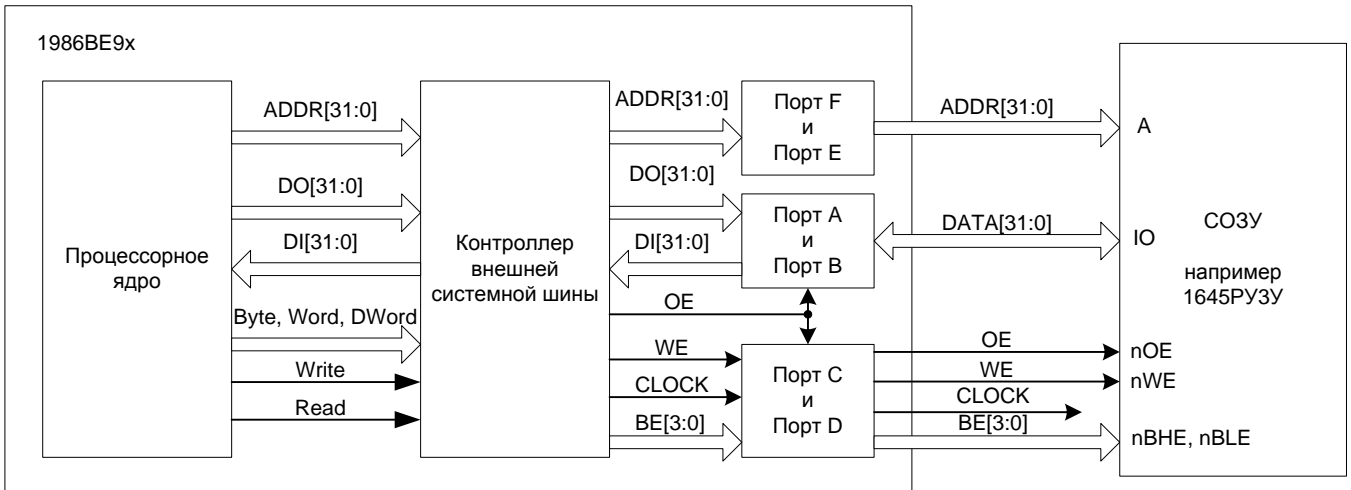 1986ВЕ9х
Процессорное
ядро
ADDR[31:0]
DO[31:0]
DI[31:0]
Byte, Word, DWord
Write
Read
Контроллер
внешней
системной шины
ADDR[31:0]
DO[31:0]
DI[31:0]
OE
WE
CLOCK
BE[3:0]
Порт F
и
Порт E
Порт A
и
Порт B
Порт C
и
Порт D
ADDR[31:0]
DATA[31:0]
OE
WE
CLOCK
BE[3:0]
A
IO
nOE
nWE
nBHE, nBLE
СОЗУ
например
1645РУ3У